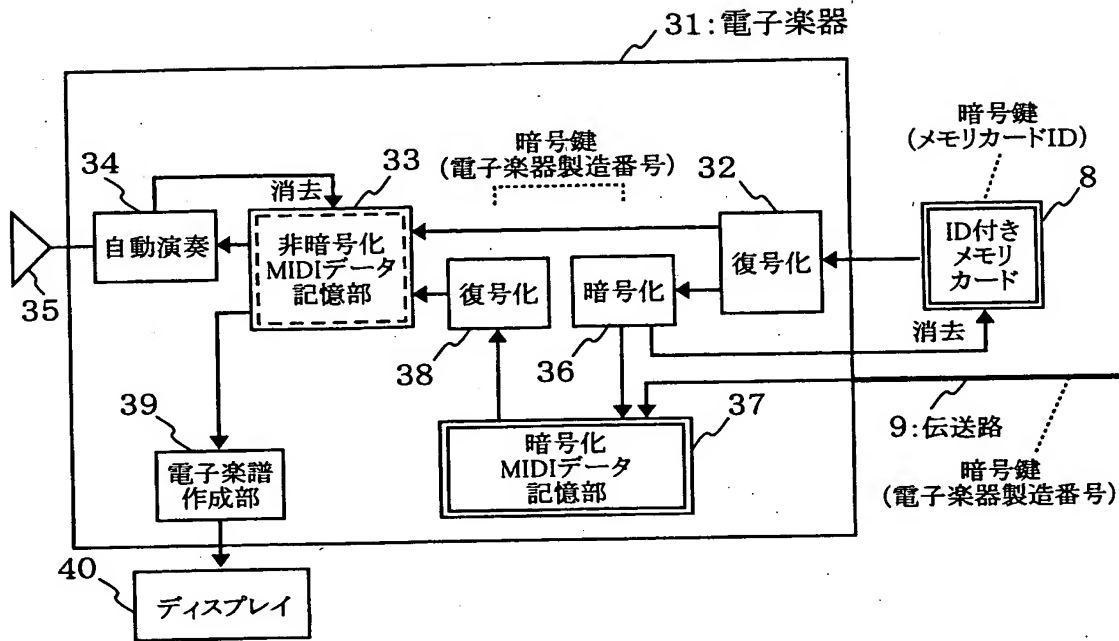 31:電子楽器
暗号鍵
(メモリカードID)
暗号鍵
(電子楽器製造番号)
34
33
32
8
消去
自動演奏
非暗号化
MIDIデータ
記憶部
復号化
暗号化
復号化
ID付き
メモリ
カード
35
消去
38
36
37
39
9:伝送路
暗号化
MIDIデータ
記憶部
電子楽譜
作成部
暗号鍵
(電子楽器製造番号)
40
ディスプレイ